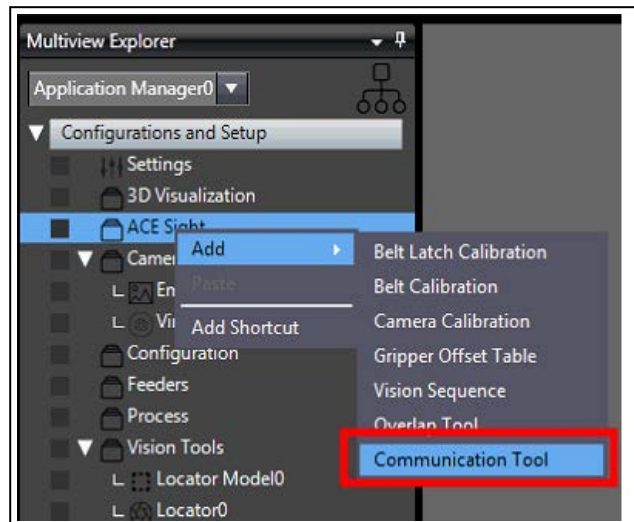 Multiview Explorer
Application Manager0
Configurations and Setup
Settings
3D Visualization
ACE Sight
Add
Belt Latch Calibration
Paste
Belt Calibration
Add Shortcut
Camera Calibration
Configuration
Gripper Offset Table
Feeders
Vision Sequence
Process
Overlap Tool
Vision Tools
Communication Tool
Locator Model0
Locator0